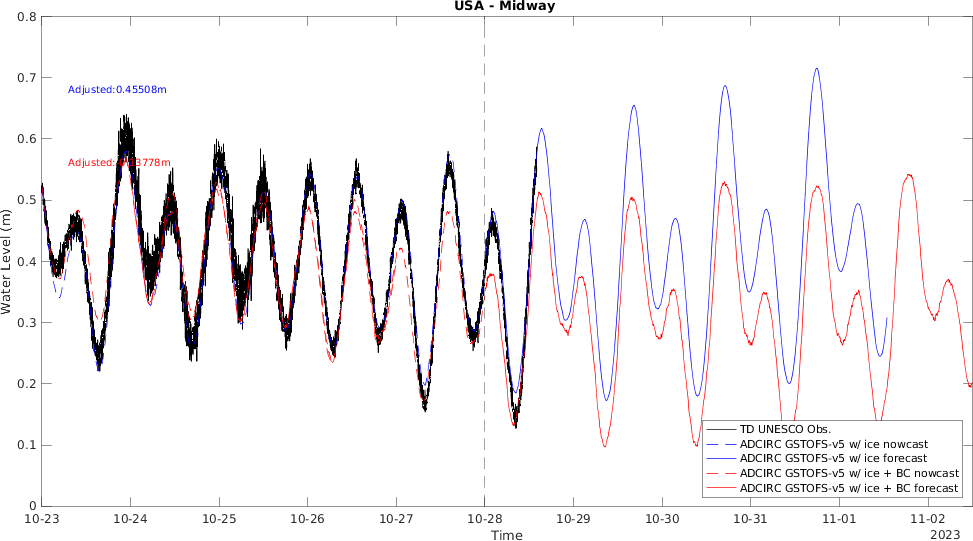 USA - Midway
0.8
0.7
0.6
0.5
0.4
0.3
0.2
0.1
0
Water Level (m)
Adjusted:0.45508m
TD UNESCO Obs.
ADCIRC GSTOFS-v5 w/ ice nowcast
ADCIRC GSTOFS-v5 w/ ice forecast
ADCIRC GSTOFS-v5 w/ ice + BC nowcast
ADCIRC GSTOFS-v5 w/ ice + BC forecast
10-23 10-24 10-25 10-26 10-27 10-28 10-29 10-30 10-31 11-01 11-02
Time
2023